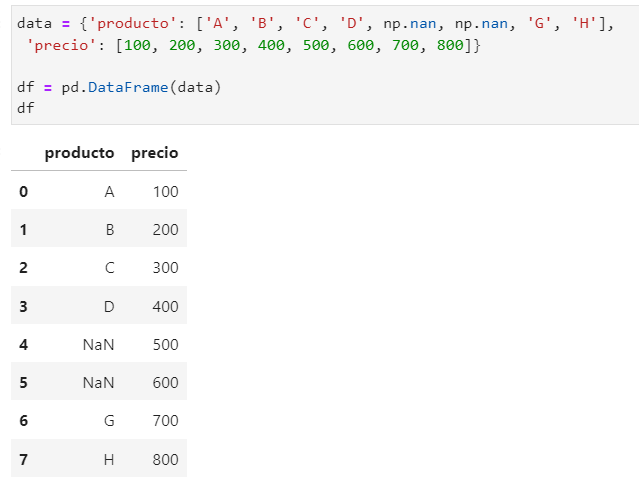 data = {'producto': ['A', 'B', 'C', 'D', np.nan, np.nan, 'G', 'H'],
 'precio': [100, 200, 300, 400, 500, 600, 700, 800]}
df = pd.DataFrame(data)
df
producto precio
0 A 100
1 B 200
2 C 300
3 D 400
4 NaN 500
5 NaN 600
6 G 700
7 H 800